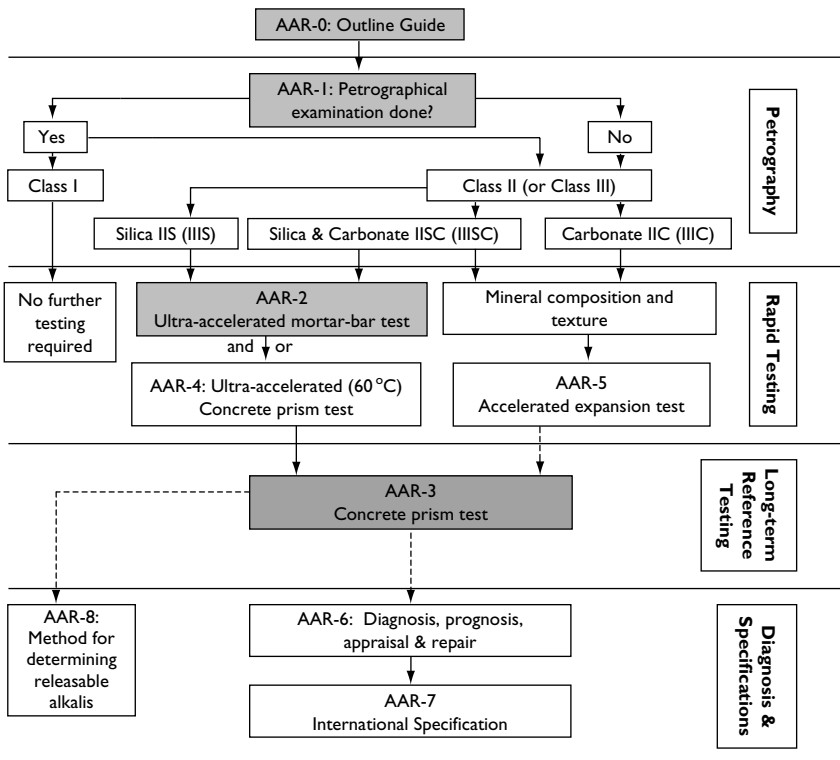 AAR-0: Outline Guide
AAR-1: Petrographical
examination done?
Yes
No
Class I
Class II (or Class III)
Silica IIS (IIIS)
Silica & Carbonate IISC (IIISC)
Carbonate IIC (IIIC)
Petrography
No further
testing
required
AAR-2
Ultra-accelerated mortar-bar test
and or
AAR-4: Ultra-accelerated (60 °C)
Concrete prism test
Mineral composition and
texture
AAR-5
Accelerated expansion test
Rapid Testing
AAR-3
Concrete prism test
Long-term
Reference
Testing
AAR-8:
Method for
determining
releasable
alkalis
AAR-6: Diagnosis, prognosis,
appraisal & repair
AAR-7
International Specification
Diagnosis &
Specifications